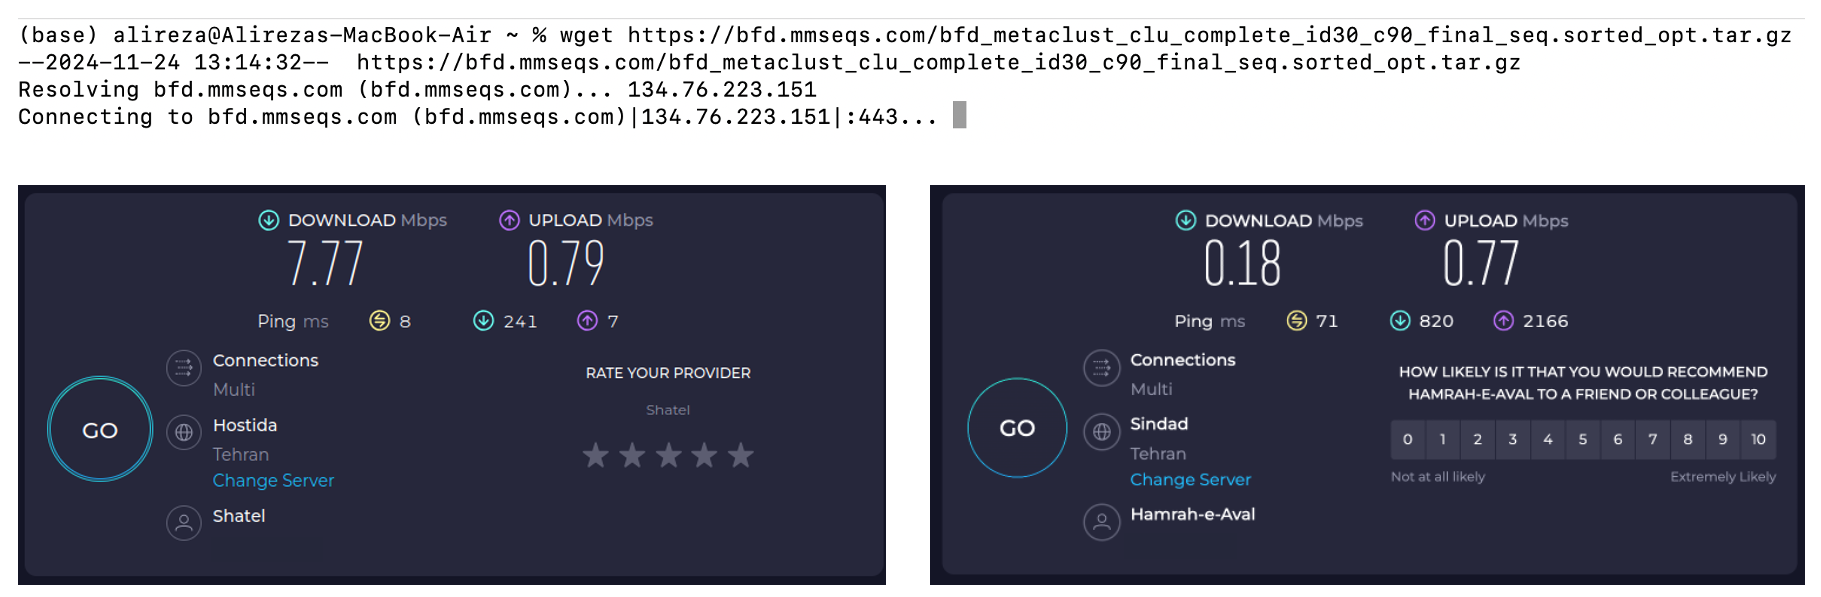 (base) alireza@Alirezas-MacBook-Air ~ % wget https://bfd.mmseqs.com/bfd_metaclust_clu_complete_id30_c90_final_seq.sorted_opt.tar.gz
--2024-11-24 13:14:32-- https://bfd.mmseqs.com/bfd_metaclust_clu_complete_id30_c90_final_seq.sorted_opt.tar.gz
Resolving bfd.mmseqs.com (bfd.mmseqs.com)... 134.76.223.151
Connecting to bfd.mmseqs.com (bfd.mmseqs.com)|134.76.223.151|:443...
DOWNLOAD Mbps UPLOAD Mbps
7.77 0.79
Ping ms 8 241 7
Connections
Multi
Hostida
Tehran
Change Server
Shatel
GO
RATE YOUR PROVIDER
Shatel
DOWNLOAD Mbps UPLOAD Mbps
0.18 0.77
Ping ms 71 820 2166
Connections
Multi
Sindad
Tehran
Change Server
Hamrah-e-Aval
GO
HOW LIKELY IS IT THAT YOU WOULD RECOMMEND
HAMRAH-E-AVAL TO A FRIEND OR COLLEAGUE?
0 1 2 3 4 5 6 7 8 9 10
Not at all likely Extremely Likely